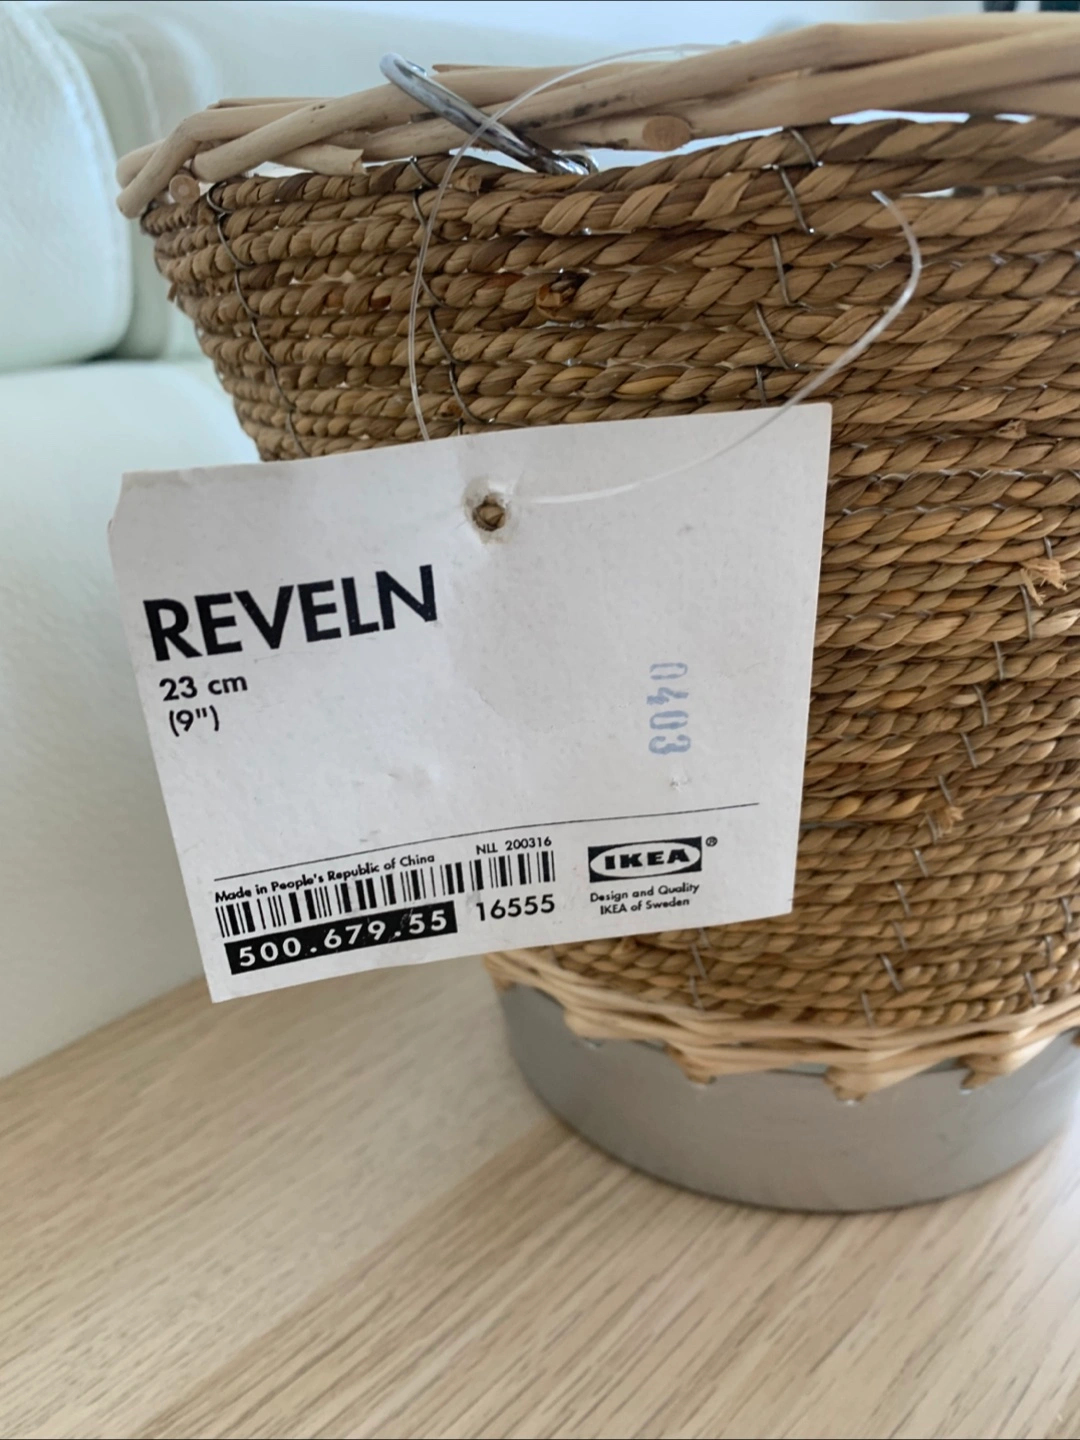 REVELN
23 cm
(9")
0403
Made in People's Republic of China
NLL 200316
500.679.55
16555
IKEA®
Design and Quality
IKEA of Sweden